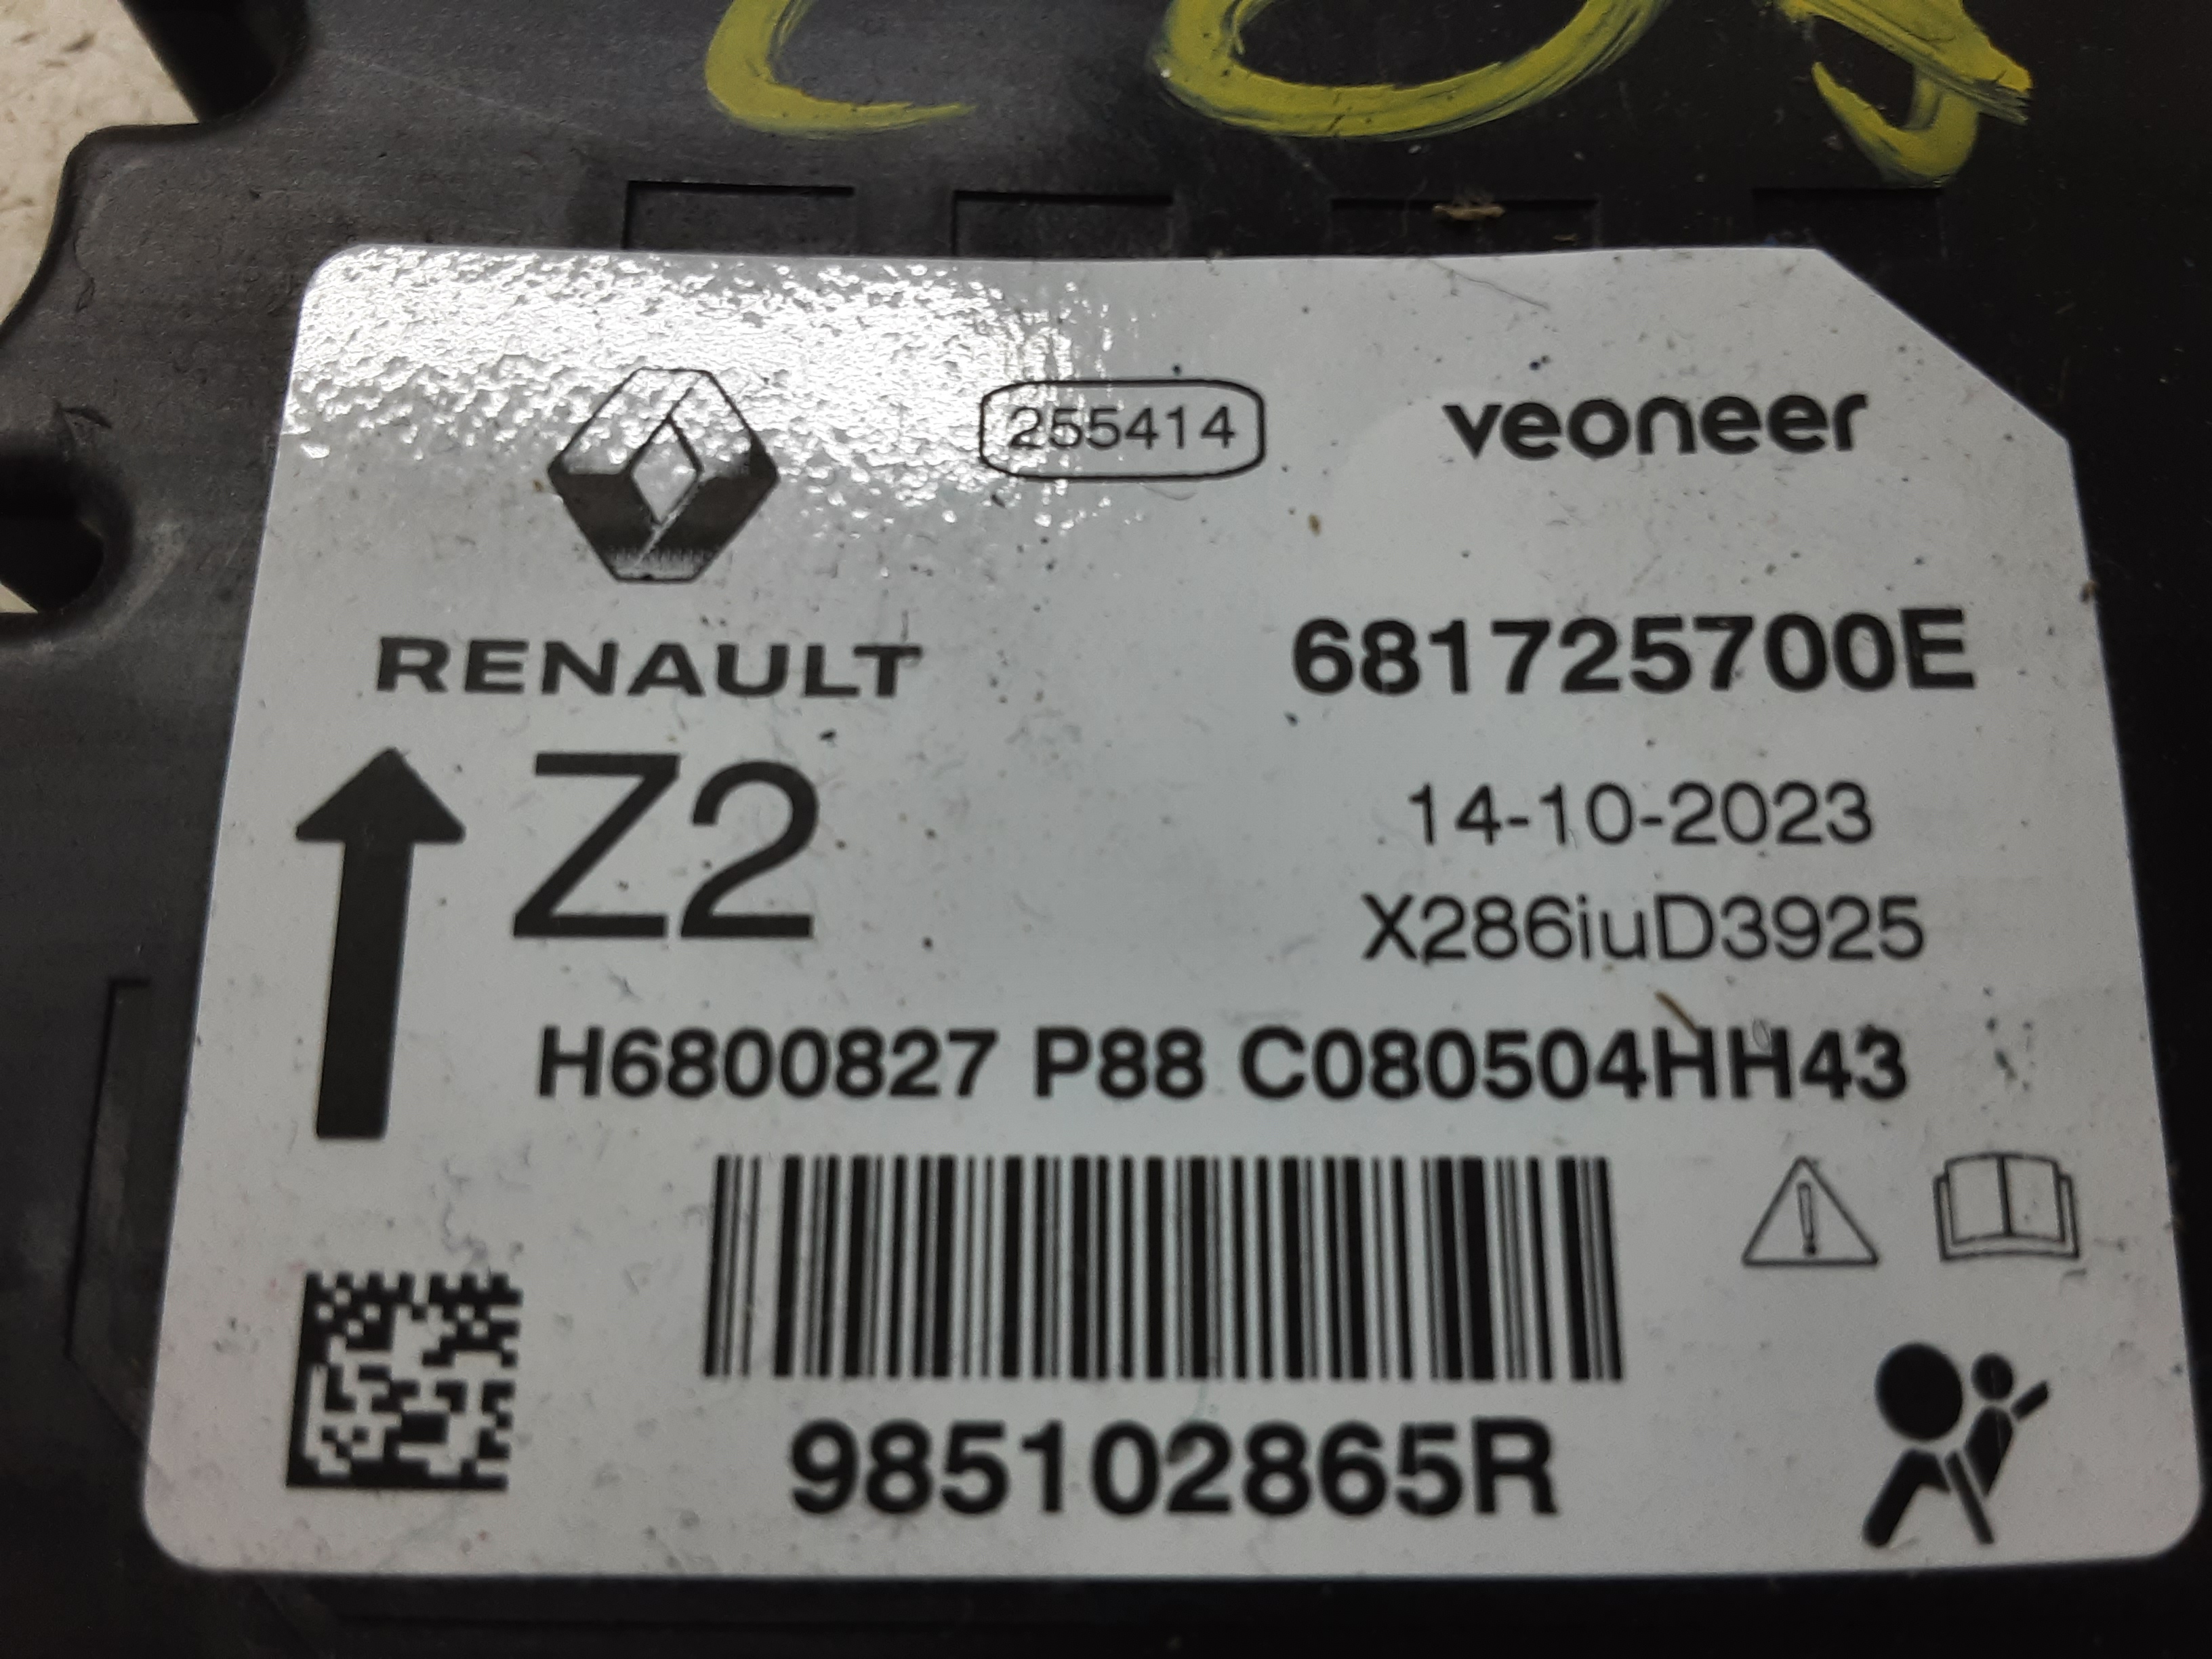 255414
veoneer
RENAULT
681725700E
Z2
14-10-2023
X286iuD3925
H6800827 P88 C080504HH43
985102865R